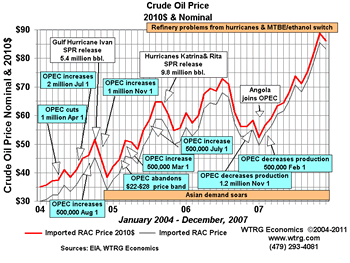 Crude Oil Price
2010$ & Nominal
Refinery problems from hurricanes & MTBE/ethanol switch
Crude Oil Price Nominal & 2010$
$90
$80
$70
$60
$50
$40
$30
Gulf Hurricane Ivan
SPR release
5.4 million bbl.
OPEC increases
2 million Jul 1
OPEC cuts
1 million Apr 1
OPEC increases
1 million Nov 1
Hurricanes Katrina& Rita
SPR release
9.8 million bbl.
Angola
joins OPEC
OPEC increases
500,000 July 1
OPEC increase
500,000 Mar 1
OPEC decreases production
500,000 Feb 1
OPEC abandons
$22-$28 price band
OPEC decreases production
1.2 million Nov 1
OPEC increases
500,000 Aug 1
Asian demand soars
04
05
06
07
January 2004 - December, 2007
Imported RAC Price 2010$
Imported RAC Price
WTRG Economics ©2004-2011
www.wtrg.com
(479) 293-4081
Sources: EIA, WTRG Economics